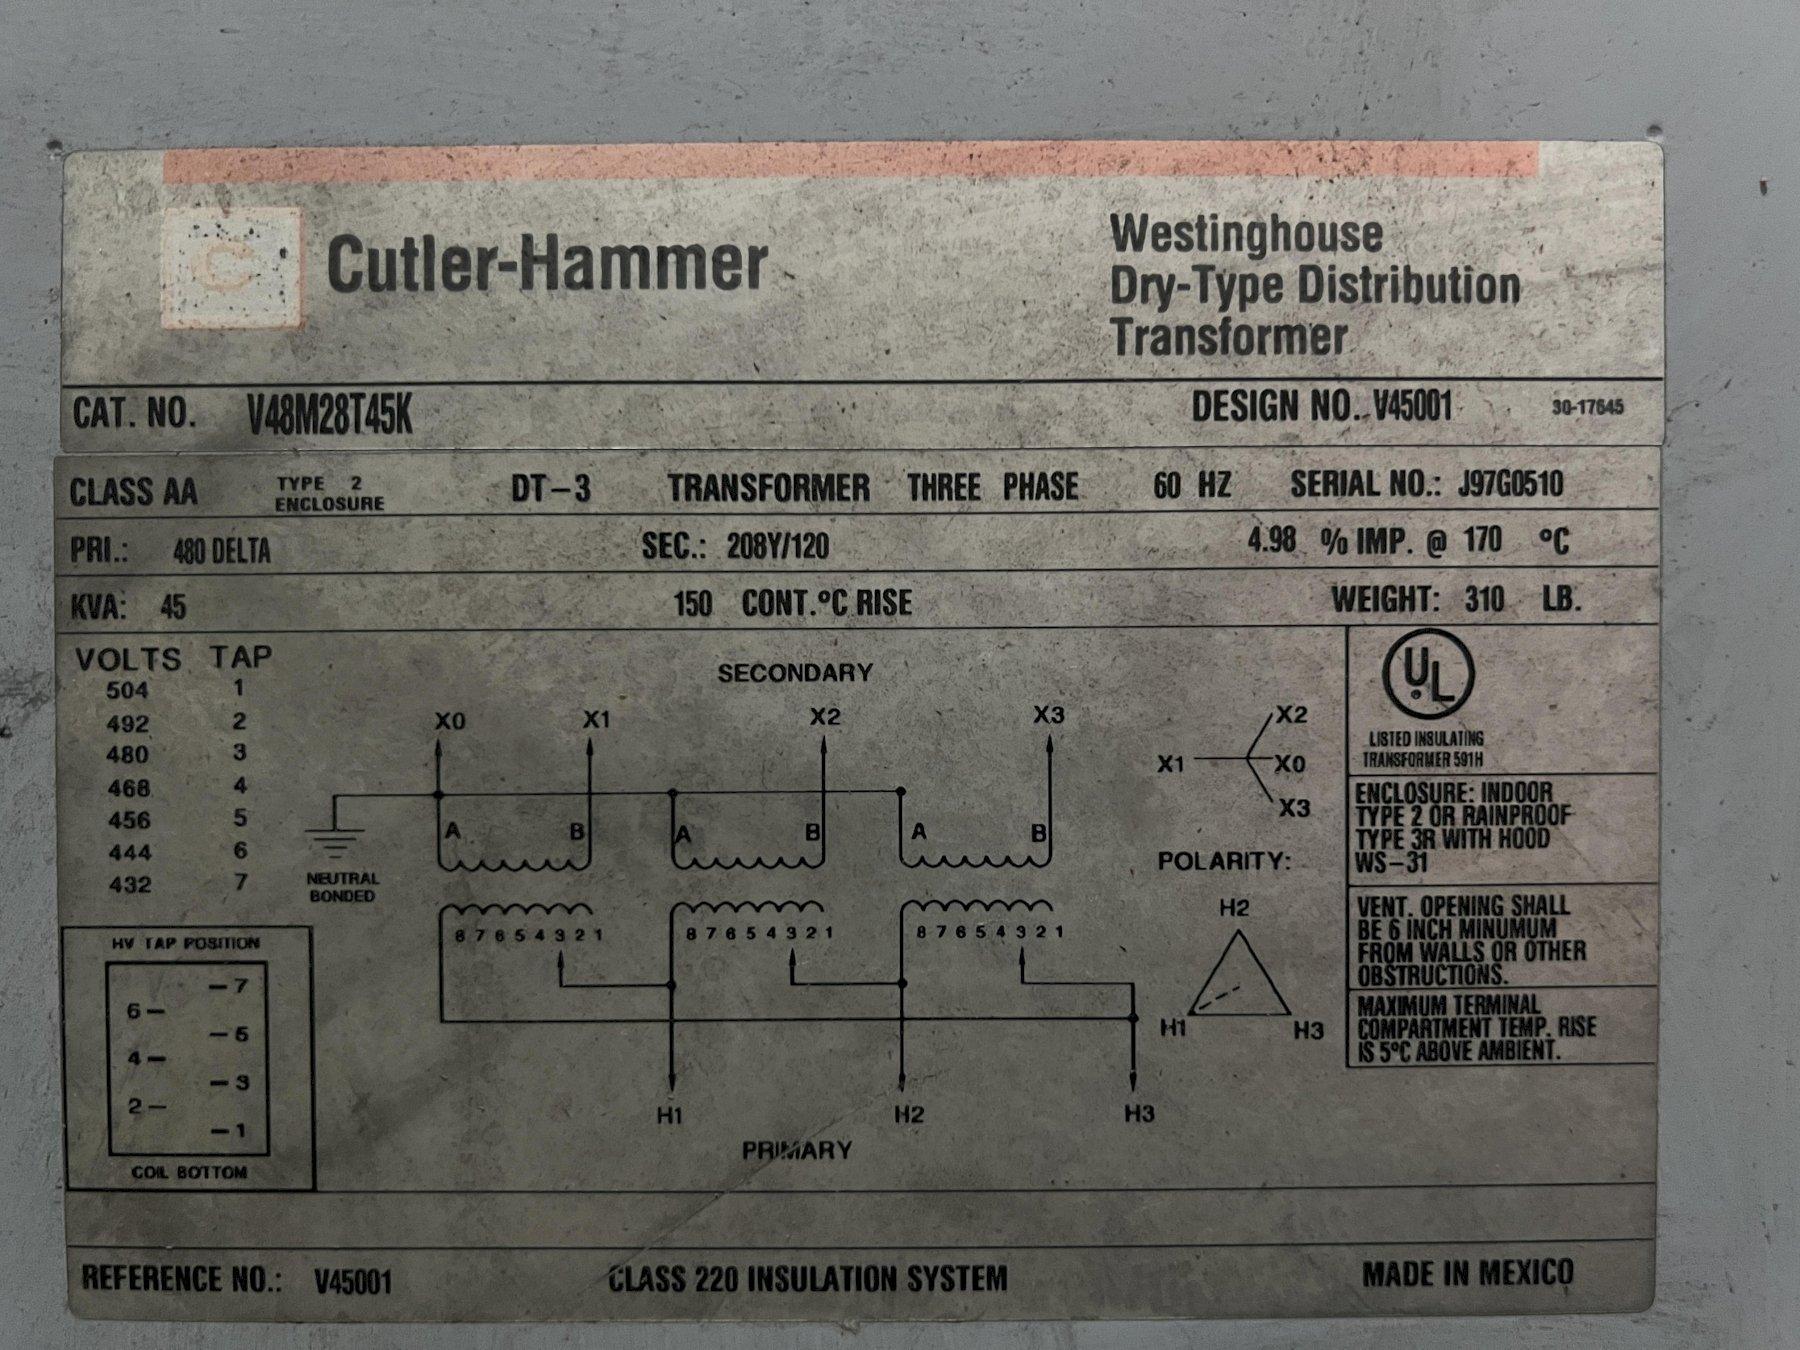 C Cutler-Hammer
Westinghouse
Dry-Type Distribution
Transformer
CAT. NO. V48M28T45K DESIGN NO. V45001 30-17645
CLASS AA TYPE 2 ENCLOSURE DT-3 TRANSFORMER THREE PHASE 60 HZ SERIAL NO.: J97G0510
PRI.: 480 DELTA SEC.: 208Y/120 4.98 % IMP. @ 170 °C
KVA: 45 150 CONT.°C RISE WEIGHT: 310 LB.
VOLTS TAP
504 1
492 2
480 3
468 4
456 5
444 6
432 7
HV TAP POSITION
7
6
5
4
3
2
1
COIL BOTTOM
SECONDARY
X0 X1 X2 X3
A B A B A B
NEUTRAL
BONDED
8 7 6 5 4 3 2 1 8 7 6 5 4 3 2 1 8 7 6 5 4 3 2 1
H1 H2 H3
PRIMARY
X2
X1 X0
X3
POLARITY:
H2
H1 H3
UL
LISTED INSULATING
TRANSFORMER 591H
ENCLOSURE: INDOOR
TYPE 2 OR RAINPROOF
TYPE 3R WITH HOOD
WS-31
VENT. OPENING SHALL
BE 6 INCH MINUMUM
FROM WALLS OR OTHER
OBSTRUCTIONS.
MAXIMUM TERMINAL
COMPARTMENT TEMP. RISE
IS 5°C ABOVE AMBIENT.
REFERENCE NO.: V45001 CLASS 220 INSULATION SYSTEM MADE IN MEXICO